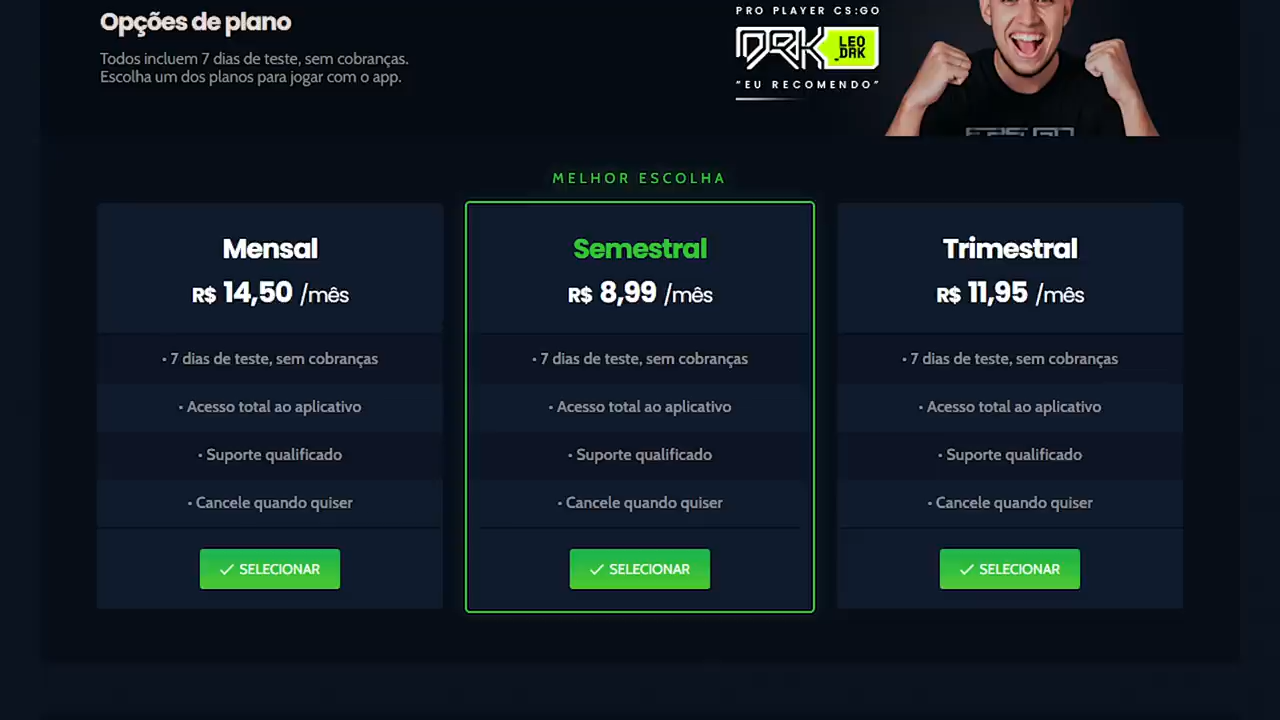 Opções de plano
Todos incluem 7 dias de teste, sem cobranças.
Escolha um dos planos para jogar com o app.
PRO PLAYER CS:GO
DRK LEO
_DRK
"EU RECOMENDO"
MELHOR ESCOLHA
Mensal
R$ 14,50 /mês
• 7 dias de teste, sem cobranças
• Acesso total ao aplicativo
• Suporte qualificado
• Cancele quando quiser
SELECIONAR
Semestral
R$ 8,99 /mês
• 7 dias de teste, sem cobranças
• Acesso total ao aplicativo
• Suporte qualificado
• Cancele quando quiser
SELECIONAR
Trimestral
R$ 11,95 /mês
• 7 dias de teste, sem cobranças
• Acesso total ao aplicativo
• Suporte qualificado
• Cancele quando quiser
SELECIONAR